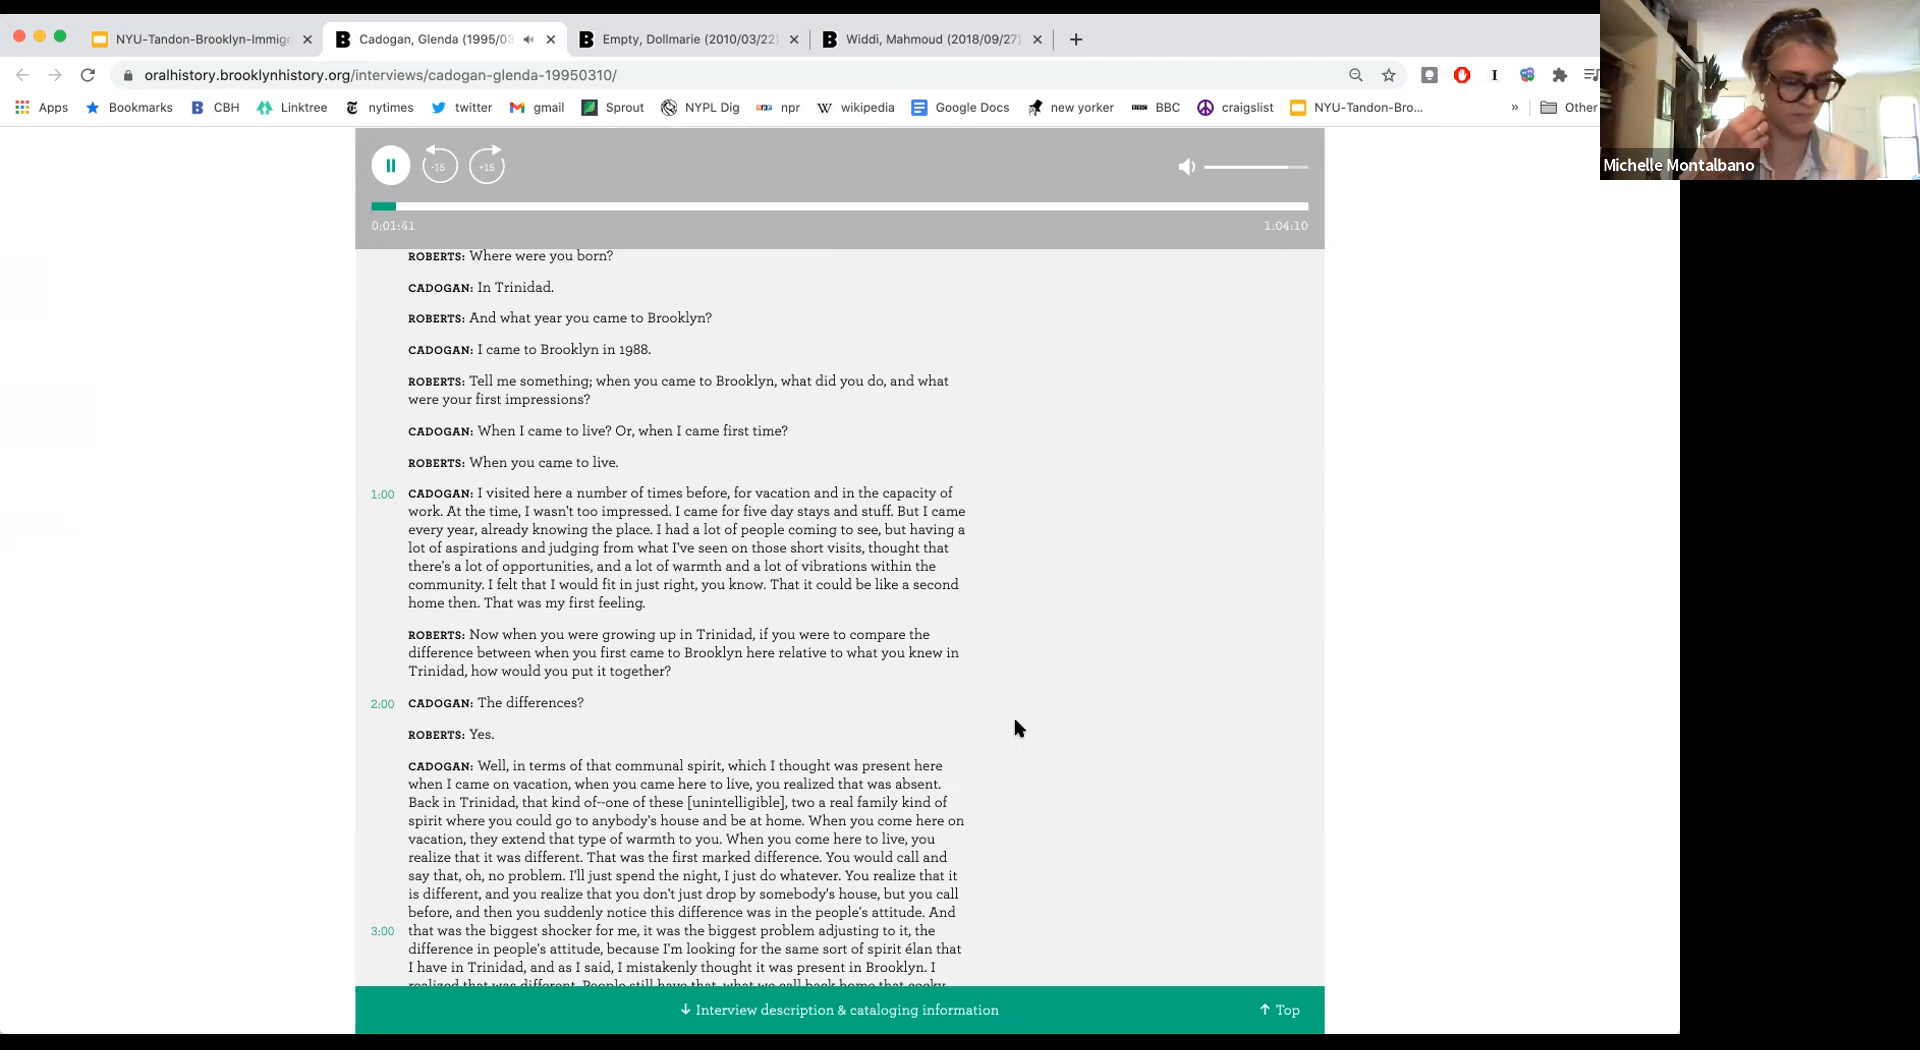 NYU-Tandon-Brooklyn-Immigr
Cadogan, Glenda (1995/03
Empty, Dollmarie (2010/03/22)
Widdi, Mahmoud (2018/09/27)
oralhistory.brooklynhistory.org/interviews/cadogan-glenda-19950310/
Apps Bookmarks CBH Linktree nytimes twitter gmail Sprout NYPL Dig npr wikipedia Google Docs new yorker BBC craigslist NYU-Tandon-Bro... » Other
Michelle Montalbano
-15 +15
0:01:41 1:04:10
ROBERTS: Where were you born?
CADOGAN: In Trinidad.
ROBERTS: And what year you came to Brooklyn?
CADOGAN: I came to Brooklyn in 1988.
ROBERTS: Tell me something; when you came to Brooklyn, what did you do, and what
were your first impressions?
CADOGAN: When I came to live? Or, when I came first time?
ROBERTS: When you came to live.
1:00 CADOGAN: I visited here a number of times before, for vacation and in the capacity of
work. At the time, I wasn't too impressed. I came for five day stays and stuff. But I came
every year, already knowing the place. I had a lot of people coming to see, but having a
lot of aspirations and judging from what I've seen on those short visits, thought that
there's a lot of opportunities, and a lot of warmth and a lot of vibrations within the
community. I felt that I would fit in just right, you know. That it could be like a second
home then. That was my first feeling.
ROBERTS: Now when you were growing up in Trinidad, if you were to compare the
difference between when you first came to Brooklyn here relative to what you knew in
Trinidad, how would you put it together?
2:00 CADOGAN: The differences?
ROBERTS: Yes.
CADOGAN: Well, in terms of that communal spirit, which I thought was present here
when I came on vacation, when you came here to live, you realized that was absent.
Back in Trinidad, that kind of--one of these [unintelligible], two a real family kind of
spirit where you could go to anybody's house and be at home. When you come here on
vacation, they extend that type of warmth to you. When you come here to live, you
realize that it was different. That was the first marked difference. You would call and
say that, oh, no problem. I'll just spend the night, I just do whatever. You realize that it
is different, and you realize that you don't just drop by somebody's house, but you call
before, and then you suddenly notice this difference was in the people's attitude. And
3:00 that was the biggest shocker for me, it was the biggest problem adjusting to it, the
difference in people's attitude, because I'm looking for the same sort of spirit élan that
I have in Trinidad, and as I said, I mistakenly thought it was present in Brooklyn. I
realized that was different. People still have that, what we call back home that cocky
↓ Interview description & cataloging information ↑ Top